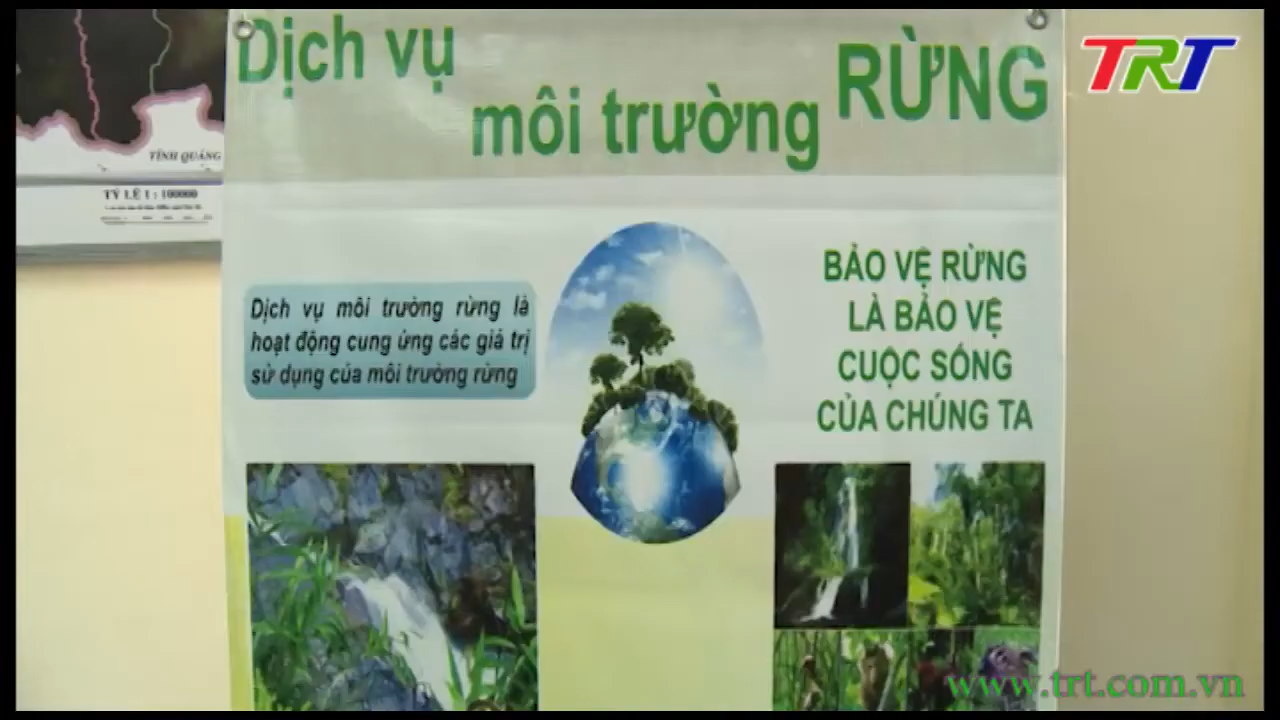 Dịch vụ
môi trường
RỪNG
TRT
TỈNH QUẢNG
TỶ LỆ 1 : 100000
Dịch vụ môi trường rừng là
hoạt động cung ứng các giá trị
sử dụng của môi trường rừng
BẢO VỆ RỪNG
LÀ BẢO VỆ
CUỘC SỐNG
CỦA CHÚNG TA
www.trt.com.vn